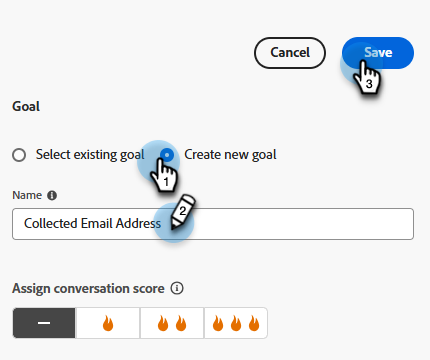 Cancel Save
3
Goal
Select existing goal Create new goal
1
Name
2
Collected Email Address
Assign conversation score